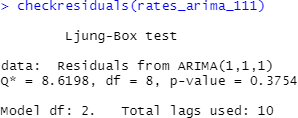 > checkresiduals(rates_arima_111)
Ljung-Box test
data:  Residuals from ARIMA(1,1,1)
Q* = 8.6198, df = 8, p-value = 0.3754
Model df: 2.   Total lags used: 10